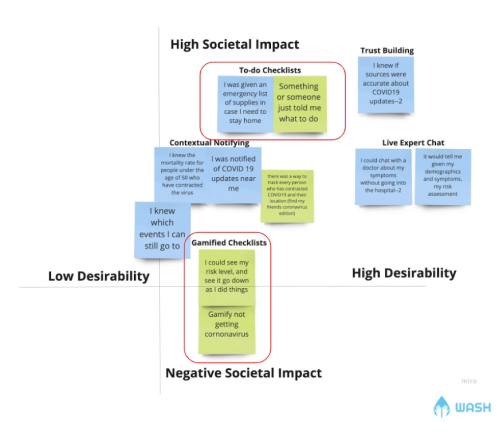 High Societal Impact
Trust Building
I knew if
sources were
accurate about
COVID19
updates–2
To-do Checklists
I was given an
emergency list
of supplies in
case I need to
stay home
Something
or someone
just told me
what to do
Contextual Notifying
I knew the
mortality rate for
people under the
age of 50 who
have contracted
the virus
I was notified
of COVID 19
updates near
me
there was a way to
track every person
who has contracted
COVID19 and their
location (find my
friends coronavirus
edition)
Live Expert Chat
I could chat with a
doctor about my
symptoms
without going into
the hospital–2
It would tell me
given my
demographics
and symptoms,
my risk
assessment
I knew
which
events I can
still go to
Gamified Checklists
I could see my
risk level, and
see it go down
as I did things
Low Desirability
High Desirability
Gamify not
getting
cornonavirus
Negative Societal Impact
miro
WASH